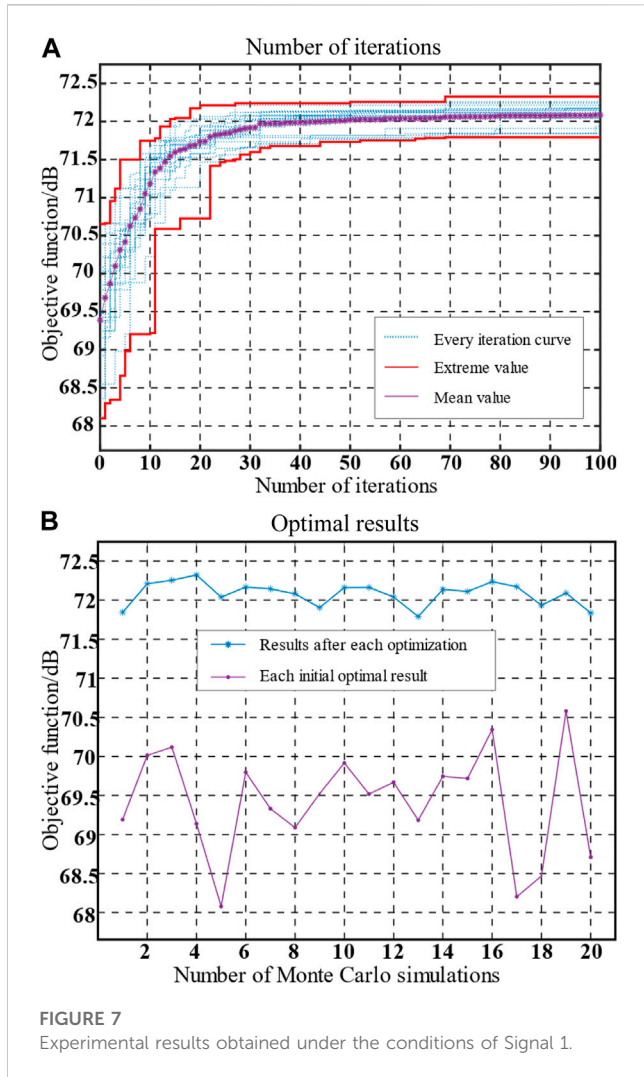 A
Number of iterations
72.5
72
71.5
71
70.5
70
69.5
69
68.5
68
Objective function/dB
Every iteration curve
Extreme value
Mean value
0 10 20 30 40 50 60 70 80 90 100
Number of iterations
B
Optimal results
72.5
72
71.5
71
70.5
70
69.5
69
68.5
68
Objective function/dB
Results after each optimization
Each initial optimal result
2 4 6 8 10 12 14 16 18 20
Number of Monte Carlo simulations
FIGURE 7
Experimental results obtained under the conditions of Signal 1.